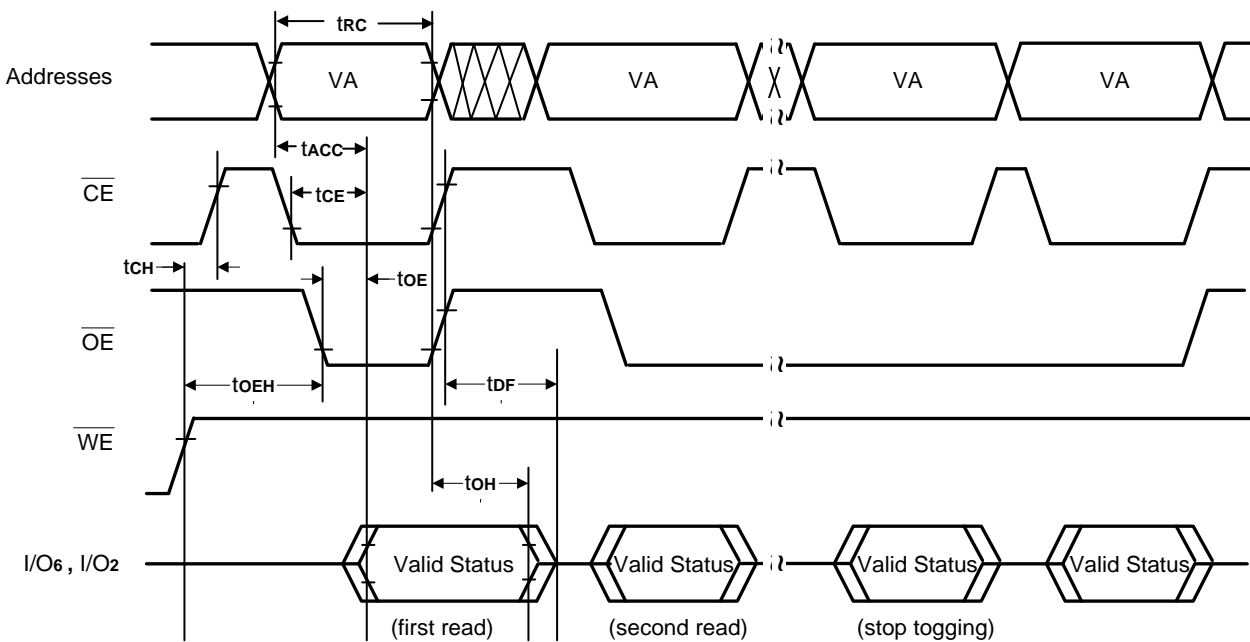 tRC
Addresses VA VA VA VA
tACC
CE tCE
tCH tOE
OE
tOEH tDF
WE
tOH
I/O6 , I/O2 Valid Status Valid Status Valid Status Valid Status
(first read) (second read) (stop togging)